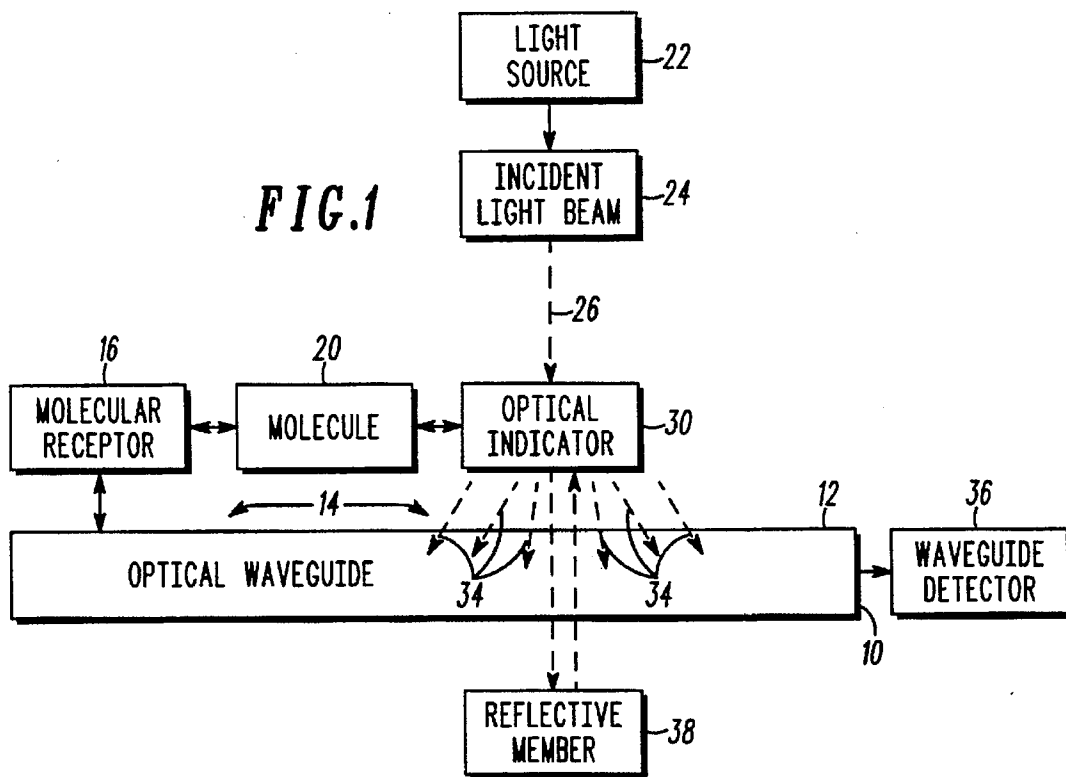 LIGHT
SOURCE
22
INCIDENT
LIGHT BEAM
24
FIG.1
26
16
20
MOLECULAR
RECEPTOR
MOLECULE
OPTICAL
INDICATOR
30
14
12
36
OPTICAL WAVEGUIDE
34
34
WAVEGUIDE
DETECTOR
10
REFLECTIVE
MEMBER
38